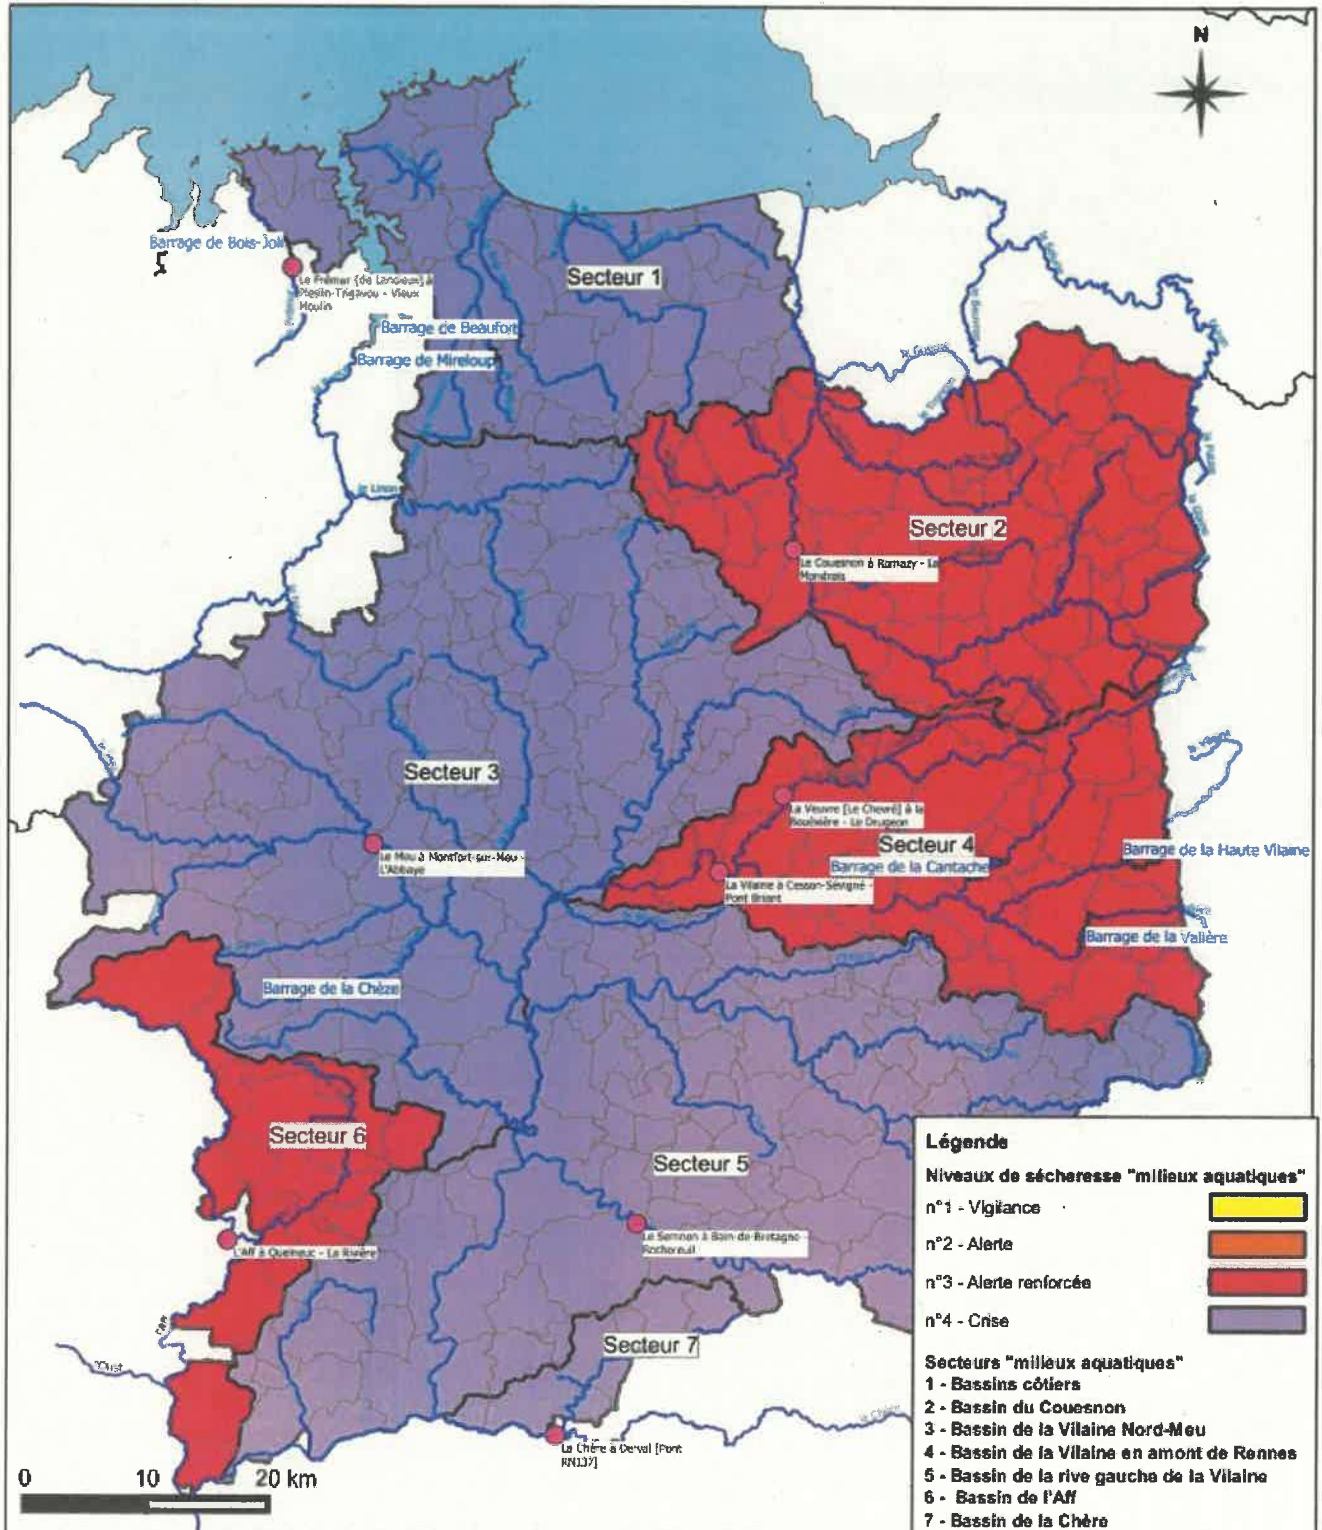 N
Secteur 1
Barrage de Bois-Joli
Le Frémur [de Lancieux] à
Pleslin-Trigavou - Vieux
Moulin
Barrage de Beaufort
Barrage de Mireloup
le Linon
Secteur 2
Le Couesnon à Romazy - La
Secteur 3
La Veuvre [Le Chevré] à la
Bouëxière - Le Drugeon
Secteur 4
Barrage de la Cantache
Barrage de la Haute Vilaine
Le Meu à Montfort-sur-Meu -
L'Abbaye
La Vilaine à Cesson-Sévigné -
Pont Briant
Barrage de la Valière
Barrage de la Chèze
Secteur 6
Secteur 5
L'Aff à Quelneuc - La Rivière
Le Semnon à Bain-de-Bretagne -
Rochereuil
Secteur 7
l'Oust
la Chère
La Chère à Derval [Pont
RN137]
0 10 20 km
Légende
Niveaux de sécheresse "milieux aquatiques"
n°1 - Vigilance
n°2 - Alerte
n°3 - Alerte renforcée
n°4 - Crise
Secteurs "milieux aquatiques"
1 - Bassins côtiers
2 - Bassin du Couesnon
3 - Bassin de la Vilaine Nord-Meu
4 - Bassin de la Vilaine en amont de Rennes
5 - Bassin de la rive gauche de la Vilaine
6 - Bassin de l'Aff
7 - Bassin de la Chère